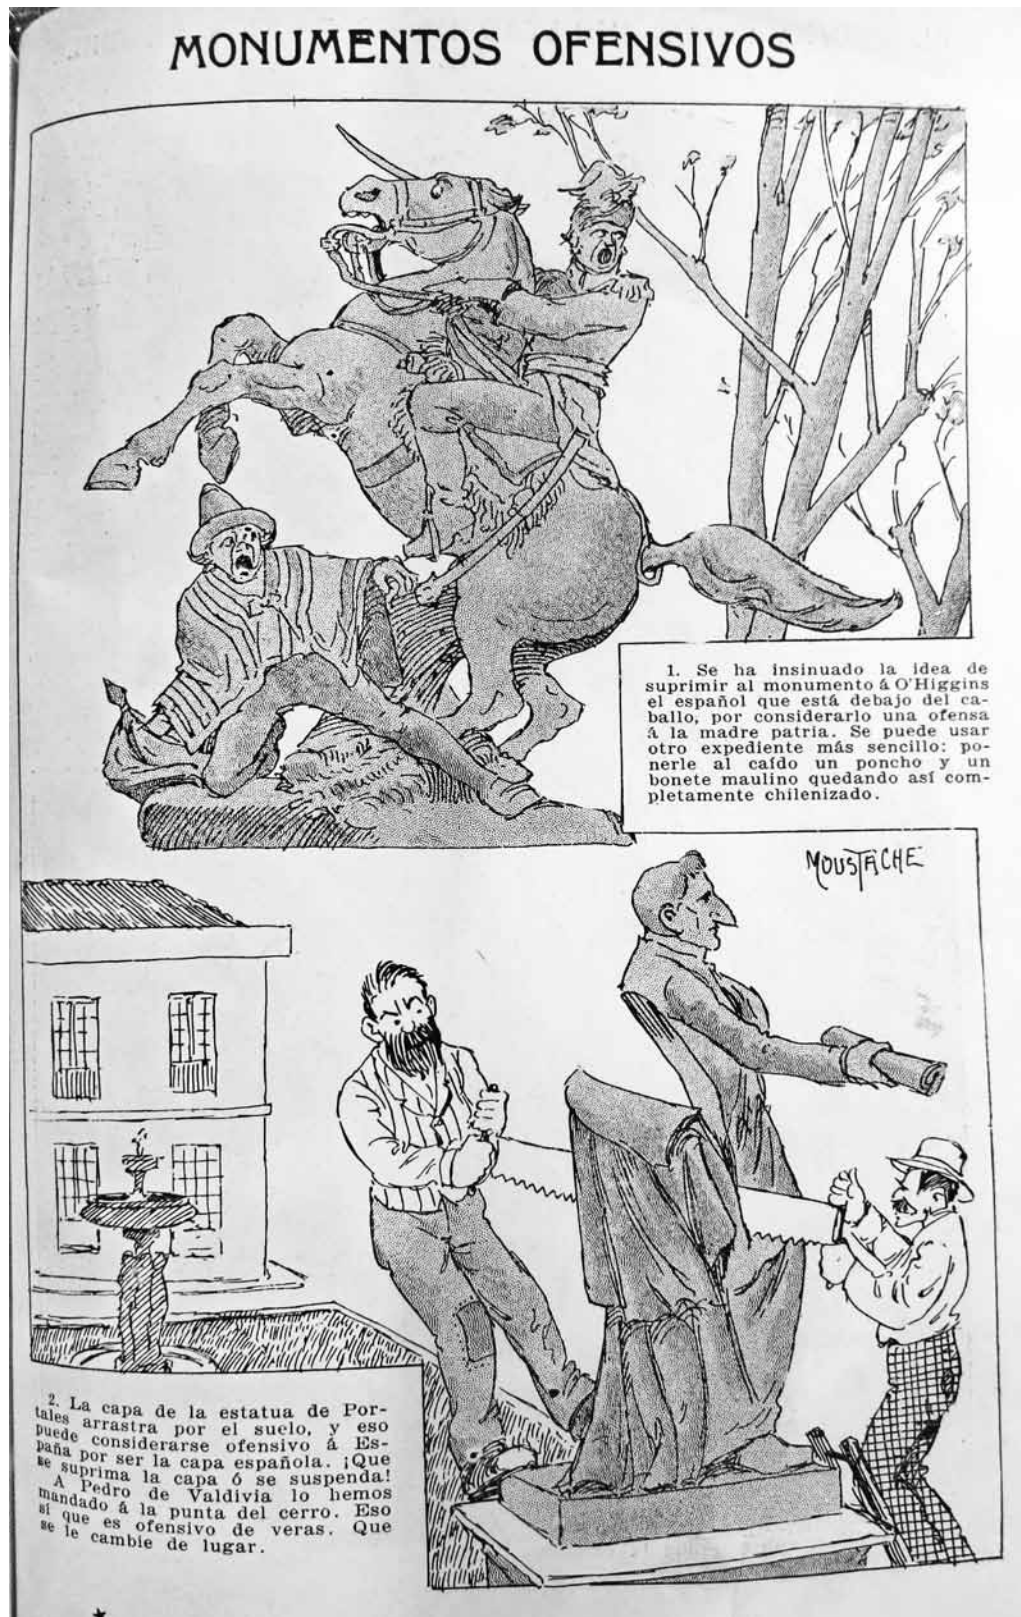 MONUMENTOS OFENSIVOS
1. Se ha insinuado la idea de
suprimir al monumento á O'Higgins
el español que está debajo del ca-
ballo, por considerarlo una ofensa
á la madre patria. Se puede usar
otro expediente más sencillo: po-
nerle al caído un poncho y un
bonete maulino quedando así com-
pletamente chilenizado.
MOUSTACHE
2. La capa de la estatua de Por-
tales arrastra por el suelo, y eso
puede considerarse ofensivo á Es-
paña por ser la capa española. ¡Que
se suprima la capa ó se suspenda!
A Pedro de Valdivia lo hemos
mandado á la punta del cerro. Eso
sí que es ofensivo de veras. Que
se le cambie de lugar.